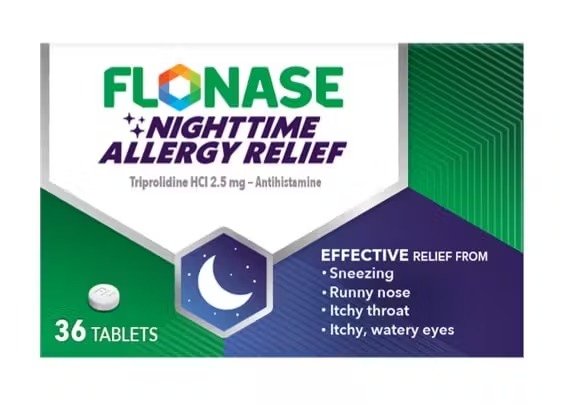 FLONASE
NIGHTTIME
ALLERGY RELIEF
Triprolidine HCl 2.5 mg – Antihistamine
EFFECTIVE RELIEF FROM
• Sneezing
• Runny nose
• Itchy throat
• Itchy, watery eyes
36 TABLETS